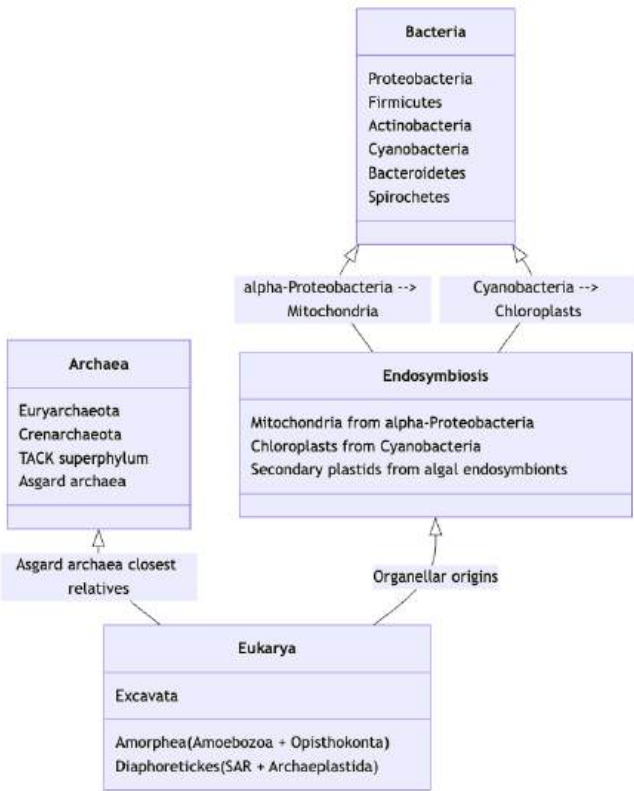 Bacteria
Proteobacteria
Firmicutes
Actinobacteria
Cyanobacteria
Bacteroidetes
Spirochetes
alpha-Proteobacteria -->
Mitochondria
Cyanobacteria -->
Chloroplasts
Archaea
Euryarchaeota
Crenarchaeota
TACK superphylum
Asgard archaea
Endosymbiosis
Mitochondria from alpha-Proteobacteria
Chloroplasts from Cyanobacteria
Secondary plastids from algal endosymbionts
Asgard archaea closest
relatives
Organellar origins
Eukarya
Excavata
Amorphea(Amoebozoa + Opisthokonta)
Diaphoretickes(SAR + Archaeplastida)